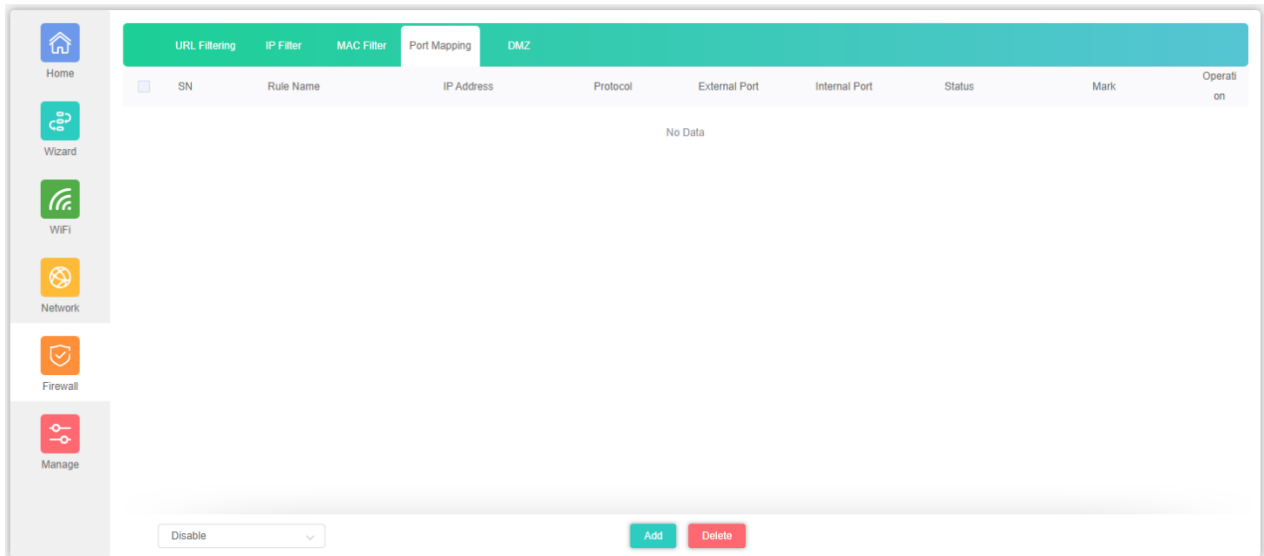 Home
Wizard
WiFi
Network
Firewall
Manage
URL Filtering IP Filter MAC Filter Port Mapping DMZ
SN Rule Name IP Address Protocol External Port Internal Port Status Mark Operati
on
No Data
Disable Add Delete